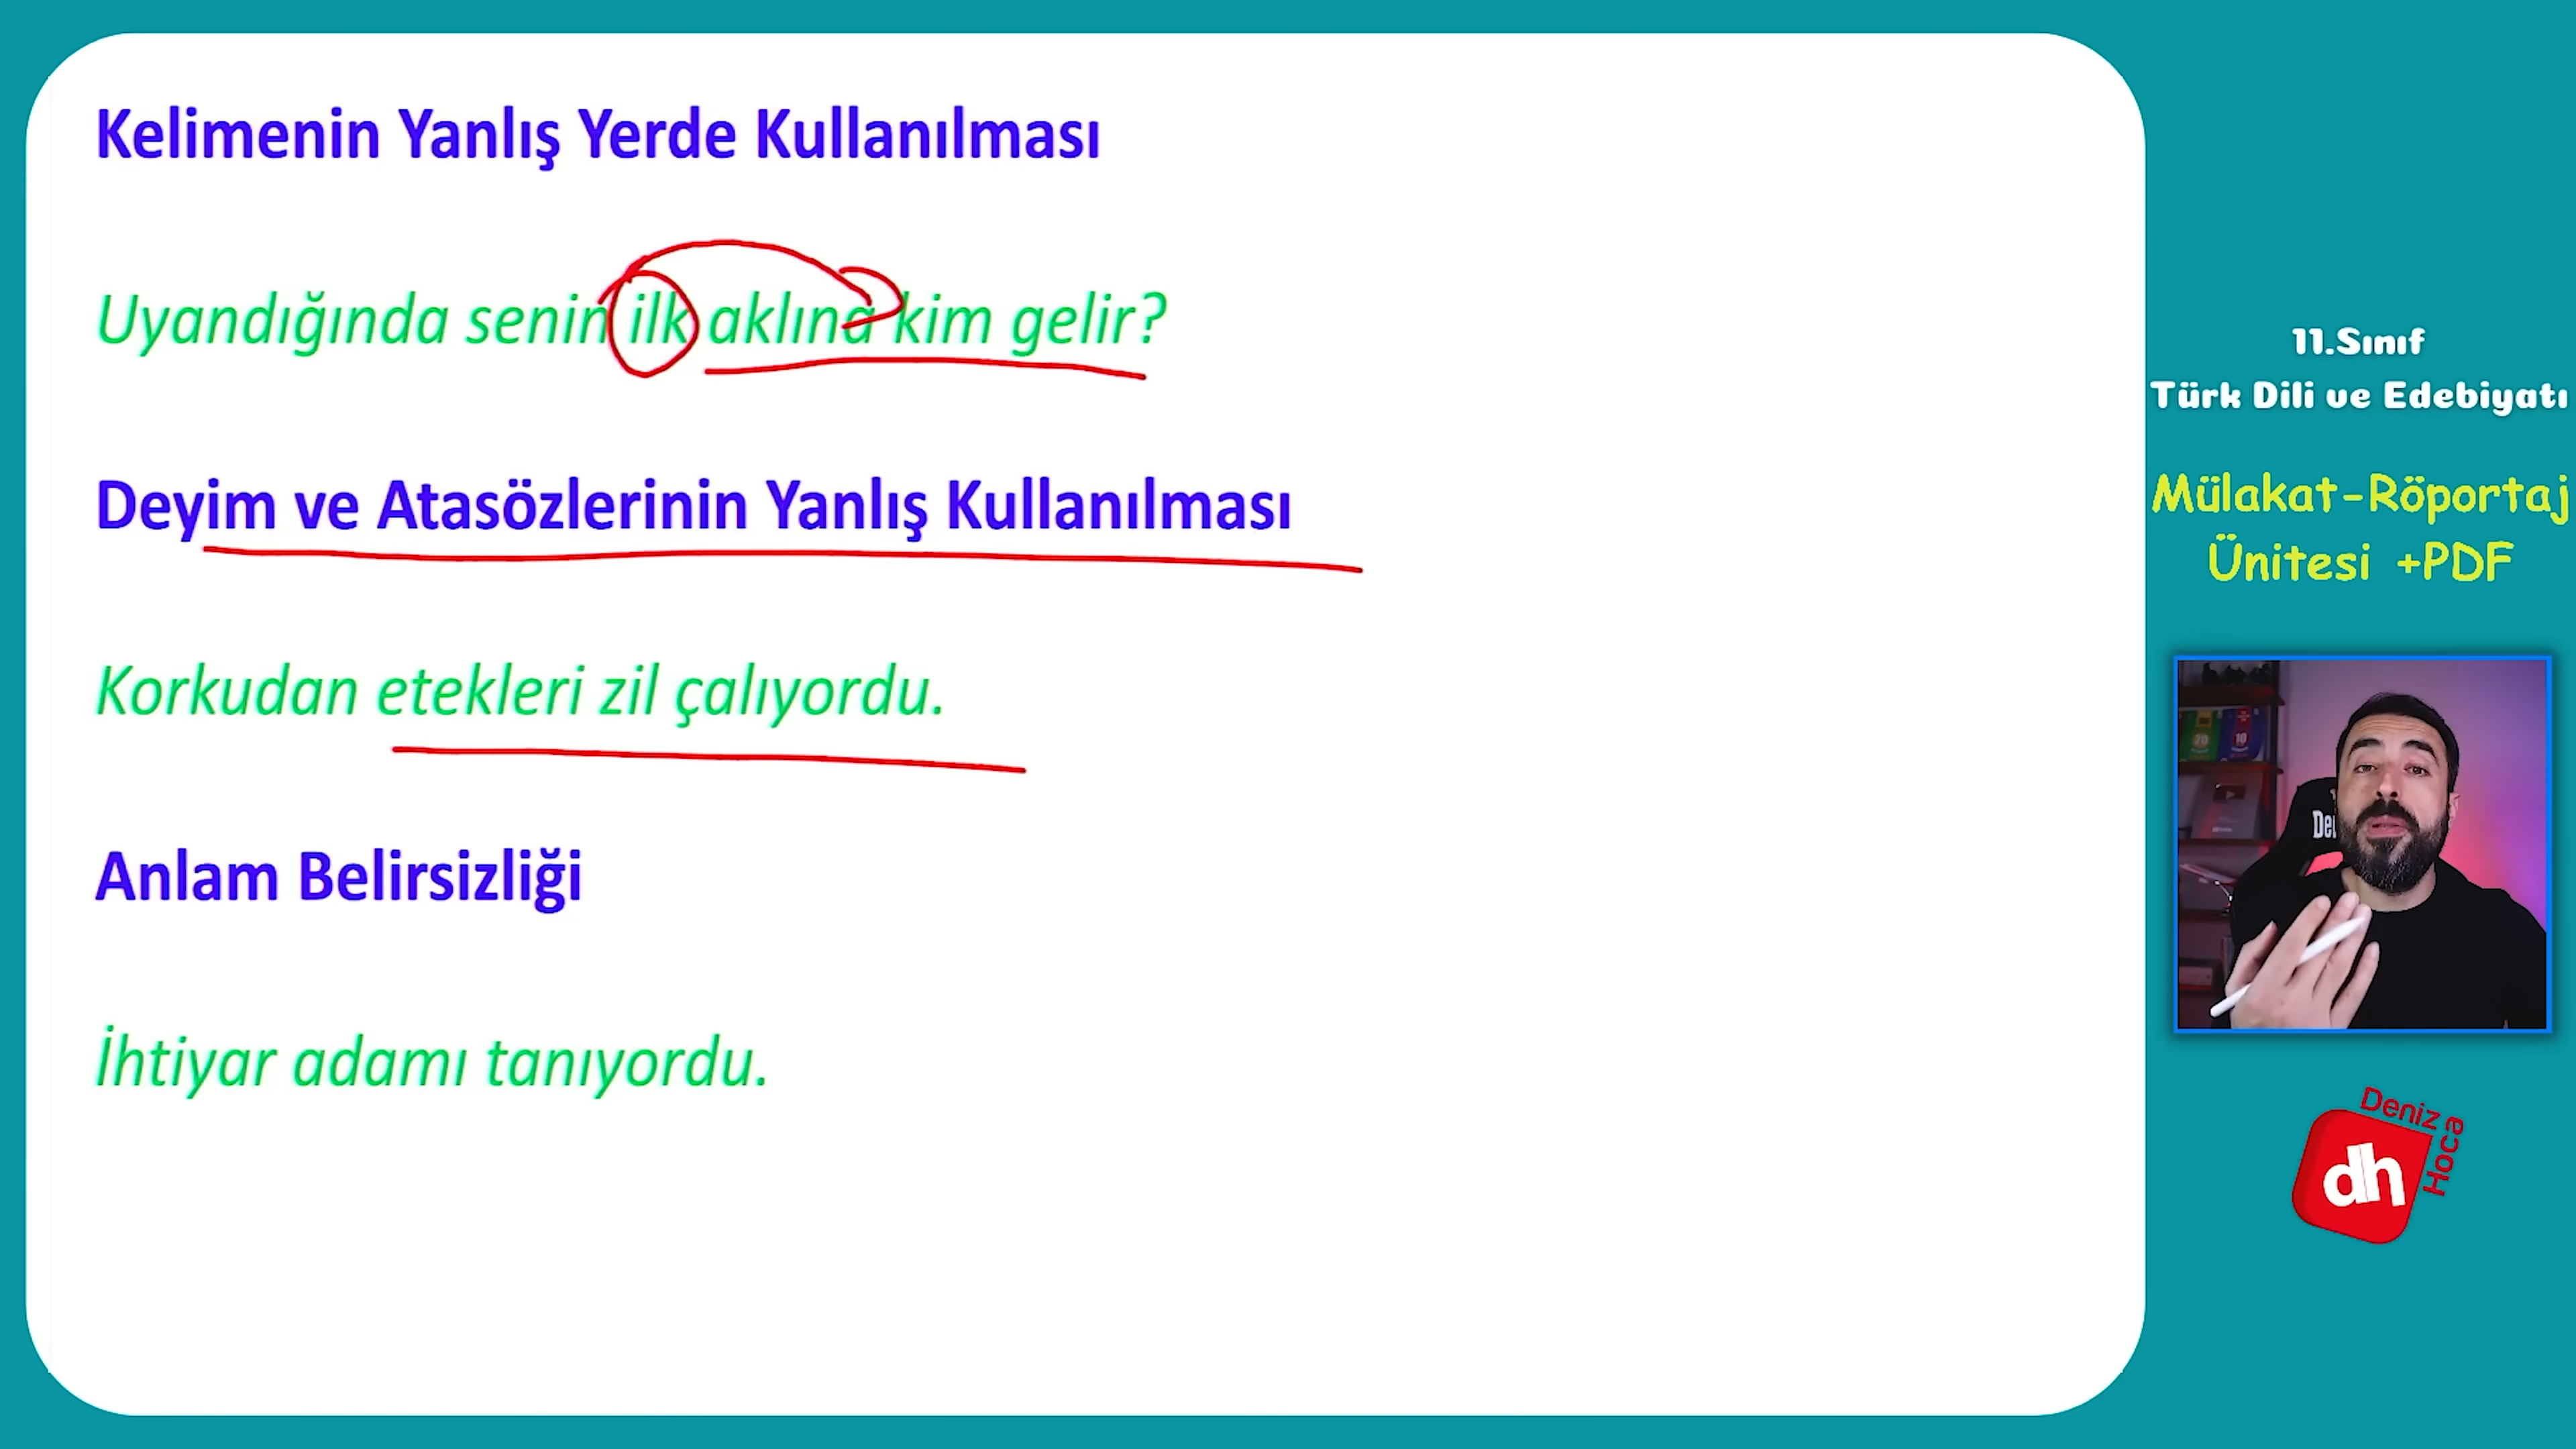 Kelimenin Yanlış Yerde Kullanılması
Uyandığında senin ilk aklına kim gelir?
Deyim ve Atasözlerinin Yanlış Kullanılması
Korkudan etekleri zil çalıyordu.
Anlam Belirsizliği
İhtiyar adamı tanıyordu.
11.Sınıf
Türk Dili ve Edebiyatı
Mülakat-Röportaj
Ünitesi +PDF
Deniz
Hoca
dh